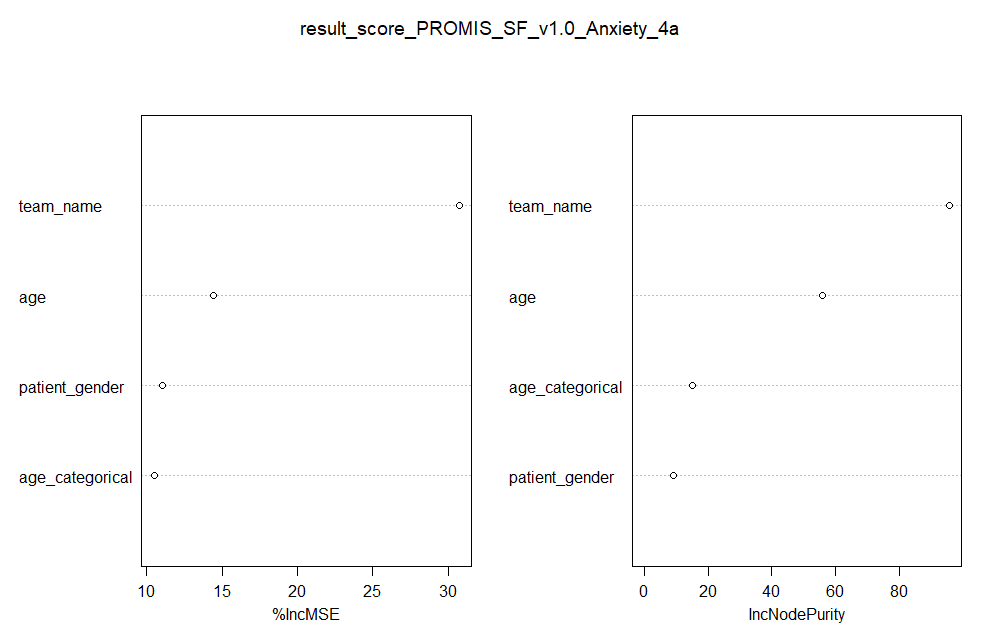 result_score_PROMIS_SF_v1.0_Anxiety_4a
team_name
age
patient_gender
age_categorical
10 15 20 25 30
%IncMSE
team_name
age
age_categorical
patient_gender
0 20 40 60 80
IncNodePurity